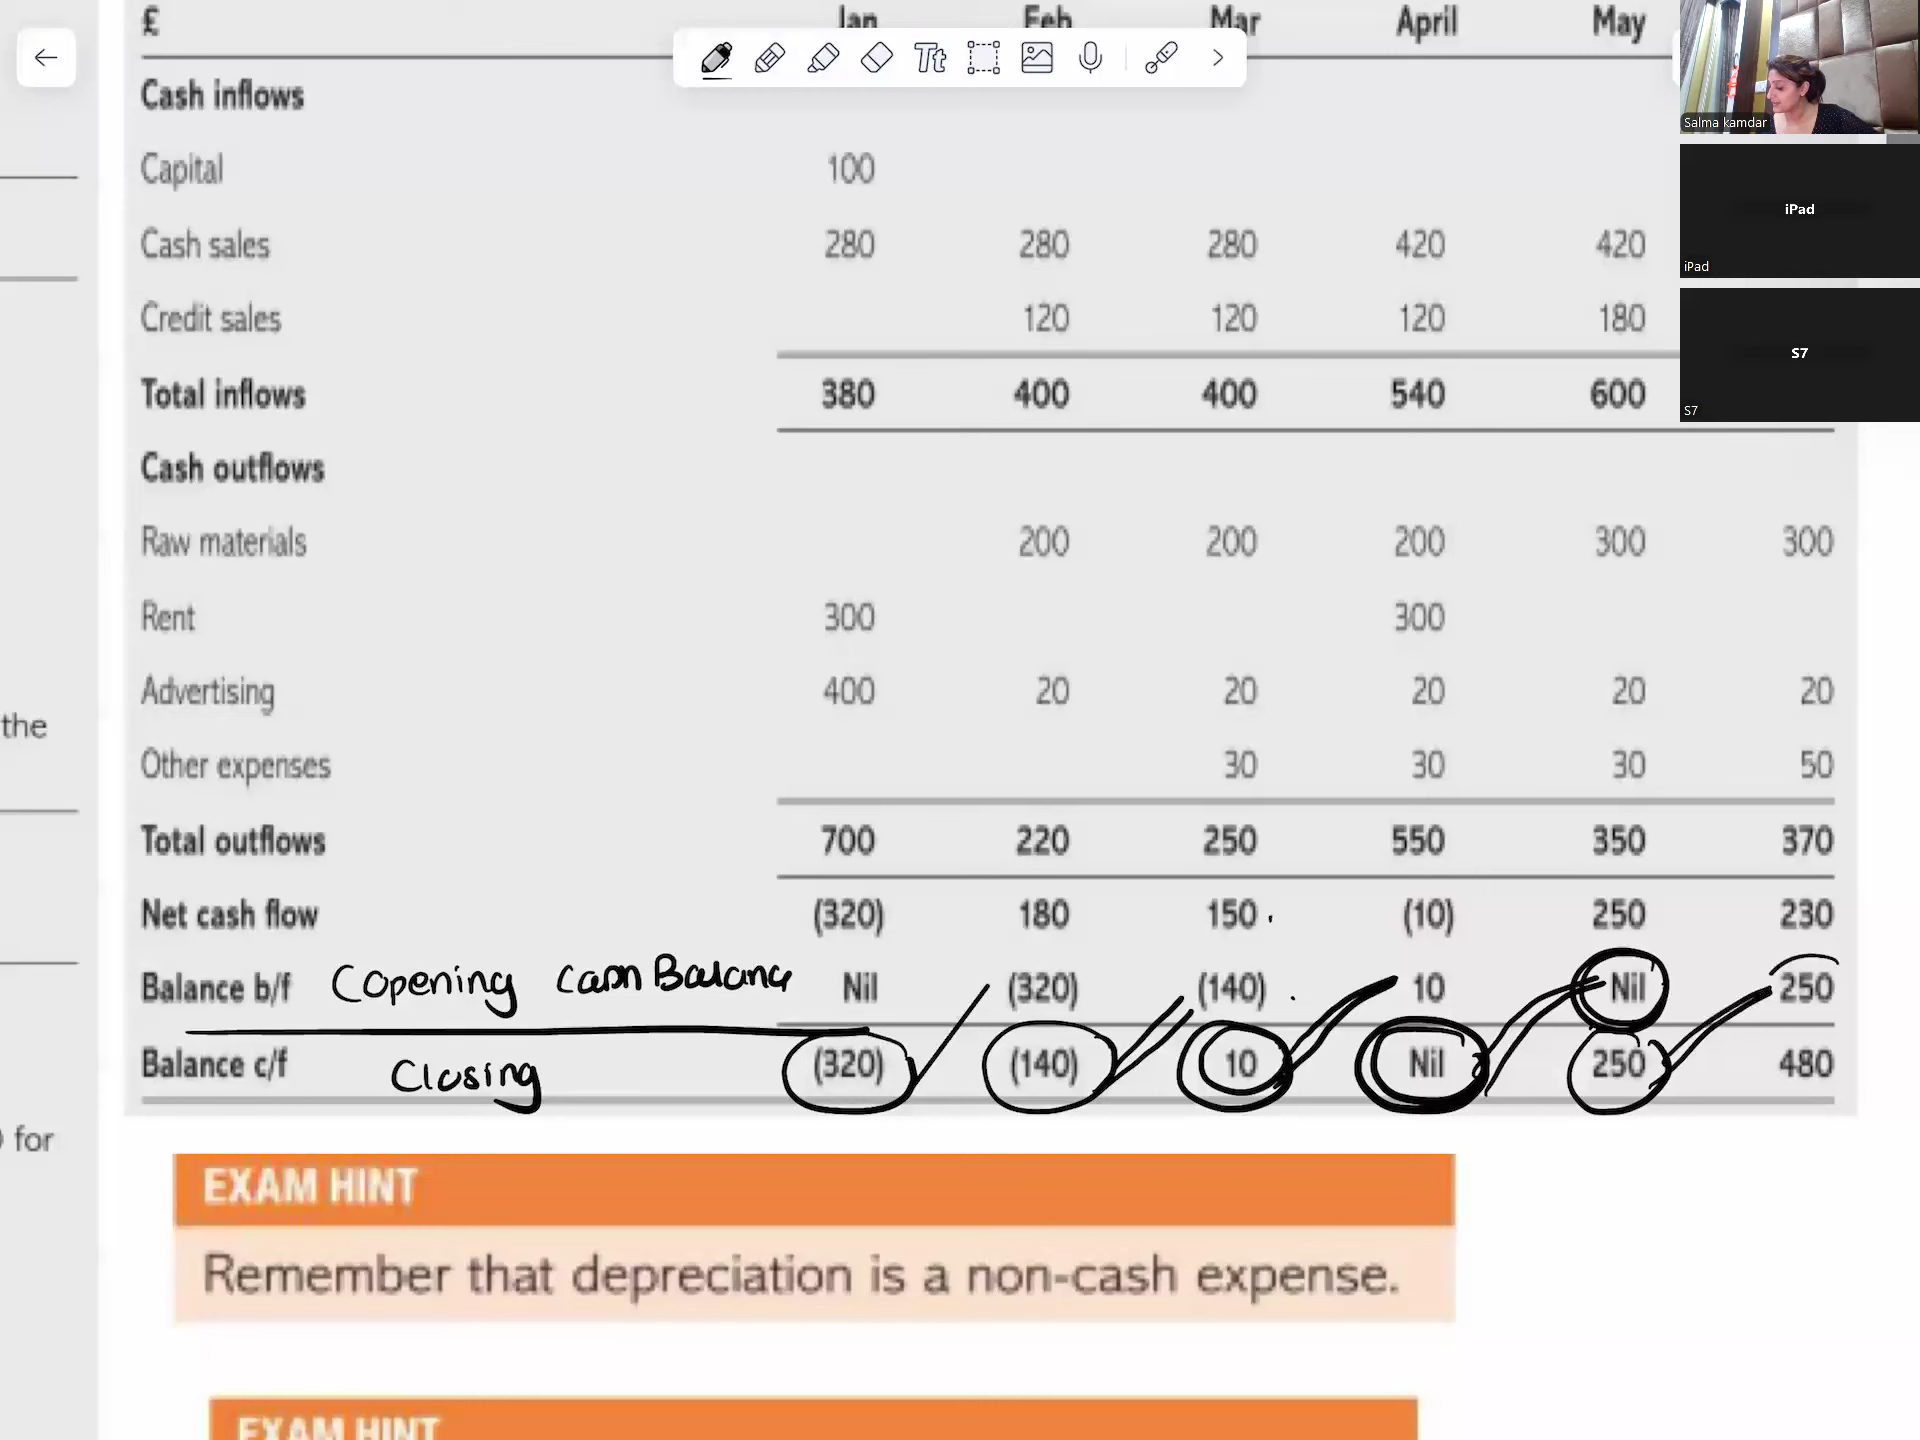 £ Jan Feb Mar April May
Tt
Cash inflows
Salma kamdar
Capital 100
iPad
Cash sales 280 280 280 420 420
iPad
Credit sales 120 120 120 180
S7
Total inflows 380 400 400 540 600
S7
Cash outflows
Raw materials 200 200 200 300 300
Rent 300 300
the
Advertising 400 20 20 20 20 20
Other expenses 30 30 30 50
Total outflows 700 220 250 550 350 370
Net cash flow (320) 180 150 (10) 250 230
Balance b/f (opening cash Balance Nil (320) (140) 10 Nil 250
Balance c/f Closing (320) (140) 10 Nil 250 480
) for
EXAM HINT
Remember that depreciation is a non-cash expense.
EXAM HINT